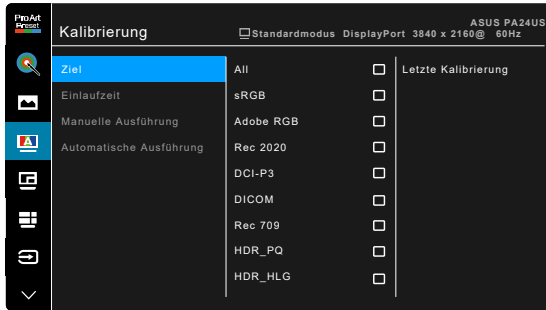 ProArt
Preset
Kalibrierung
ASUS PA24US
Standardmodus DisplayPort 3840 x 2160@ 60Hz
Ziel
Einlaufzeit
Manuelle Ausführung
Automatische Ausführung
All
sRGB
Adobe RGB
Rec 2020
DCI-P3
DICOM
Rec 709
HDR_PQ
HDR_HLG
Letzte Kalibrierung
A